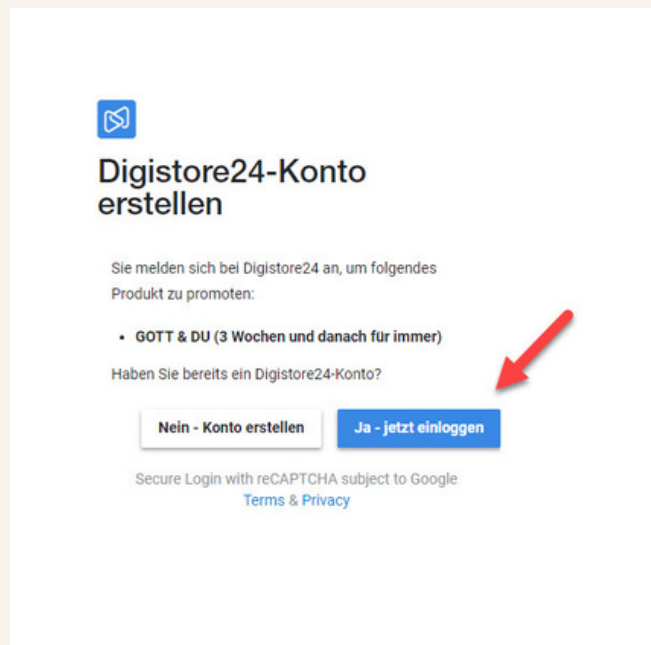 Digistore24-Konto
erstellen
Sie melden sich bei Digistore24 an, um folgendes
Produkt zu promoten:
• GOTT & DU (3 Wochen und danach für immer)
Haben Sie bereits ein Digistore24-Konto?
Nein - Konto erstellen
Ja - jetzt einloggen
Secure Login with reCAPTCHA subject to Google
Terms & Privacy